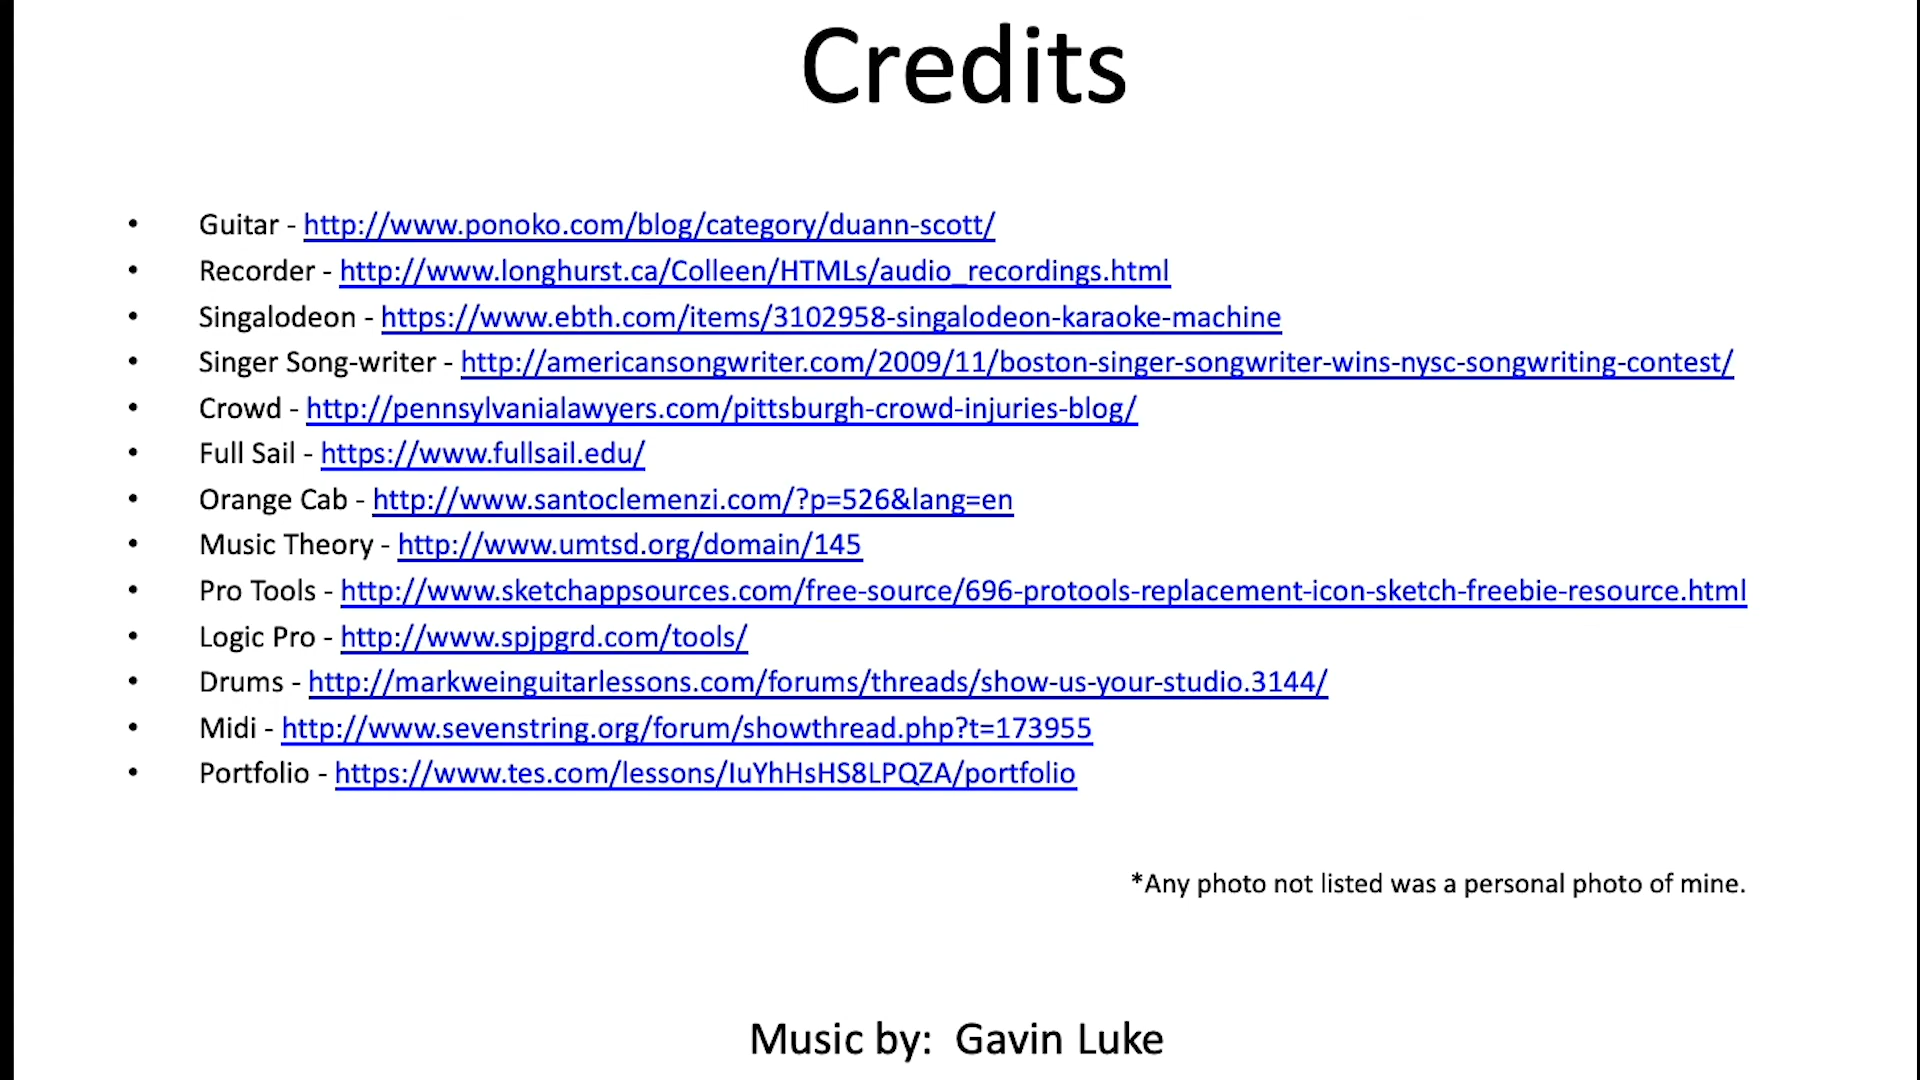 Credits
• Guitar - http://www.ponoko.com/blog/category/duann-scott/
• Recorder - http://www.longhurst.ca/Colleen/HTMLs/audio_recordings.html
• Singalodeon - https://www.ebth.com/items/3102958-singalodeon-karaoke-machine
• Singer Song-writer - http://americansongwriter.com/2009/11/boston-singer-songwriter-wins-nysc-songwriting-contest/
• Crowd - http://pennsylvanialawyers.com/pittsburgh-crowd-injuries-blog/
• Full Sail - https://www.fullsail.edu/
• Orange Cab - http://www.santoclemenzi.com/?p=526&lang=en
• Music Theory - http://www.umtsd.org/domain/145
• Pro Tools - http://www.sketchappsources.com/free-source/696-protools-replacement-icon-sketch-freebie-resource.html
• Logic Pro - http://www.spjpgrd.com/tools/
• Drums - http://markweinguitarlessons.com/forums/threads/show-us-your-studio.3144/
• Midi - http://www.sevenstring.org/forum/showthread.php?t=173955
• Portfolio - https://www.tes.com/lessons/IuYhHsHS8LPQZA/portfolio
*Any photo not listed was a personal photo of mine.
Music by:  Gavin Luke